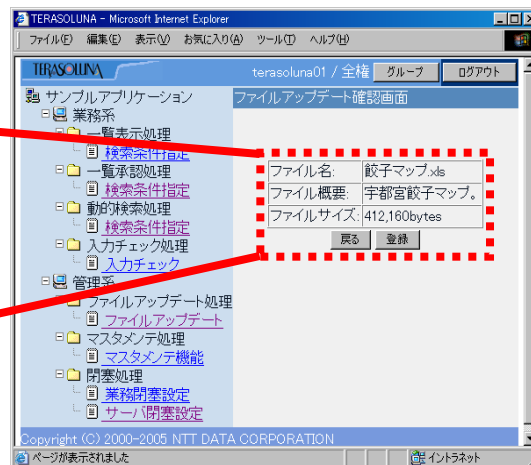 TERASOLUNA - Microsoft Internet Explorer
ファイル(F) 編集(E) 表示(V) お気に入り(A) ツール(T) ヘルプ(H)
TERASOLUNA
terasoluna01 / 全権 グループ ログアウト
サンプルアプリケーション
ファイルアップデート確認画面
業務系
一覧表示処理
検索条件指定
一覧承認処理
検索条件指定
動的検索処理
検索条件指定
入力チェック処理
入力チェック
管理系
ファイルアップデート処理
ファイルアップデート
マスタメンテ処理
マスタメンテ機能
閉塞処理
業務閉塞設定
サーバ閉塞設定
ファイル名: 餃子マップ.xls
ファイル概要: 宇都宮餃子マップ。
ファイルサイズ: 412,160bytes
戻る 登録
Copyright (C) 2000-2005 NTT DATA CORPORATION
ページが表示されました
イントラネット